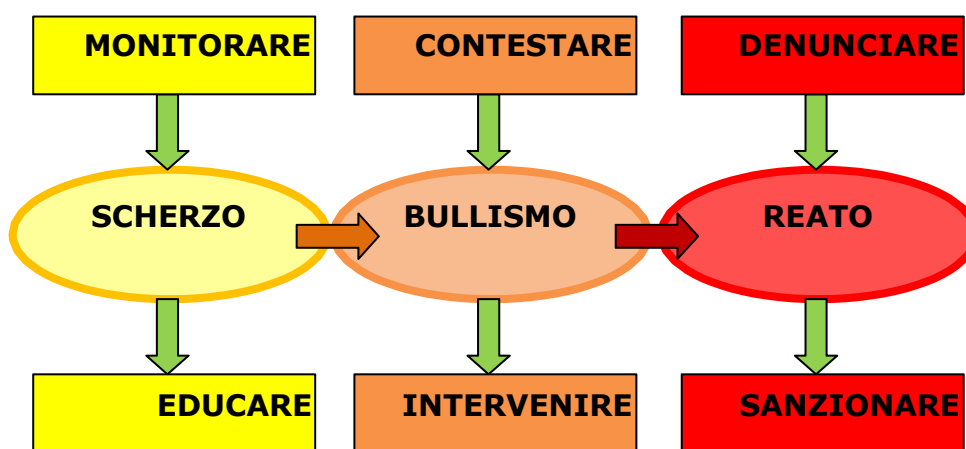 MONITORARE
CONTESTARE
DENUNCIARE
SCHERZO
BULLISMO
REATO
EDUCARE
INTERVENIRE
SANZIONARE